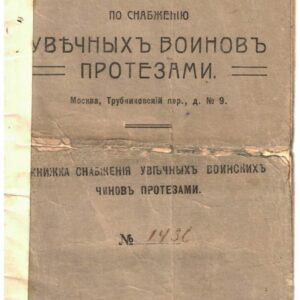 ПО СНАБЖЕНІЮ
УВѢЧНЫХЪ ВОИНОВЪ
ПРОТЕЗАМИ.
Москва, Трубниковскій пер., д. № 9.
КНИЖКА СНАБЖЕНІЯ УВѢЧНЫХЪ ВОИНСКИХЪ
ЧИНОВЪ ПРОТЕЗАМИ.
№ 1436